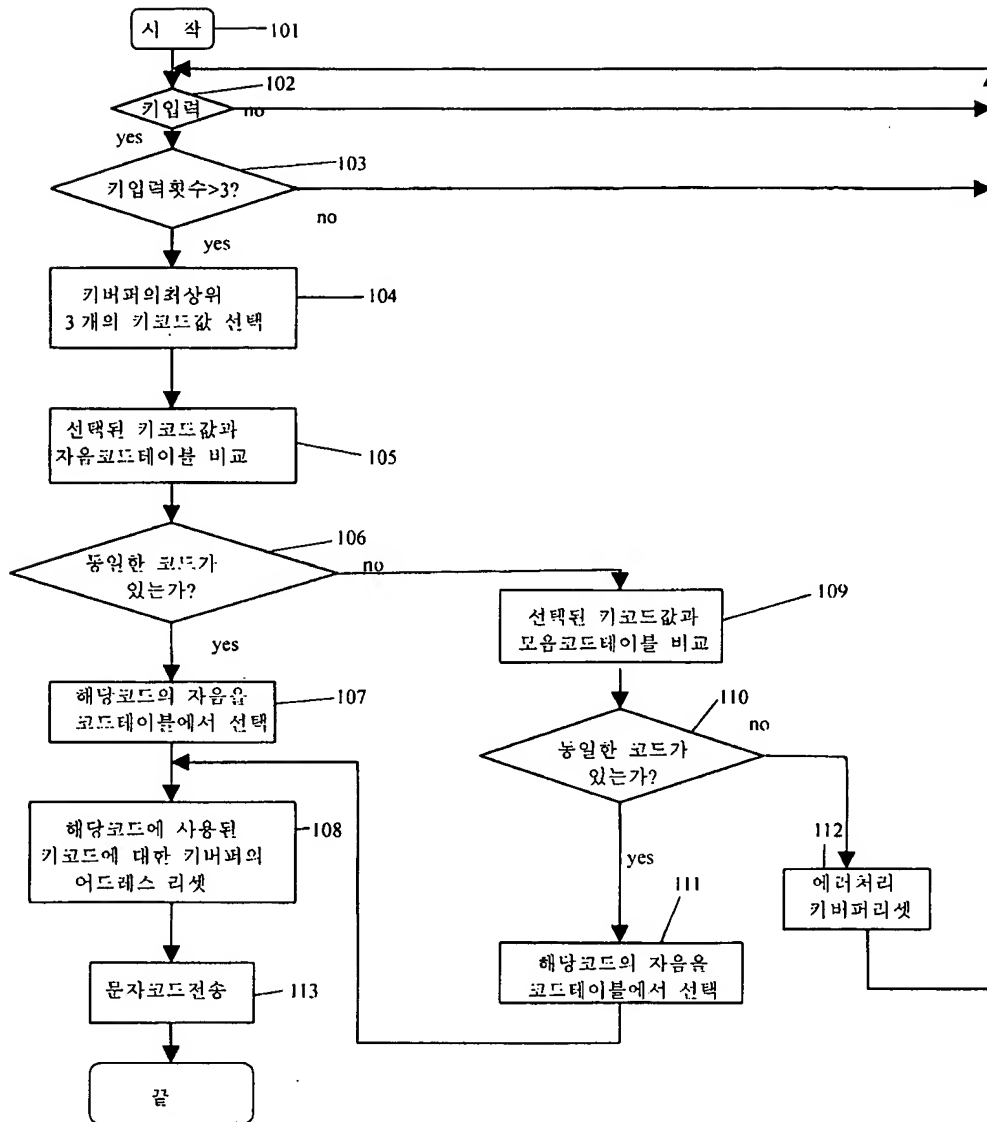 시 작
101
102
키입력
no
yes
103
키입력횟수>3?
no
yes
키버퍼의최상위
3개의 키코드값 선택
104
선택된 키코드값과
자음코드테이블 비교
105
106
동일한 코드가
있는가?
no
yes
선택된 키코드값과
모음코드테이블 비교
109
해당코드의 자음을
코드테이블에서 선택
107
110
no
동일한 코드가
있는가?
yes
해당코드에 사용된
키코드에 대한 키버퍼의
어드레스 리셋
108
112
에러처리
키버퍼리셋
111
해당코드의 자음을
코드테이블에서 선택
문자코드전송
113
끝